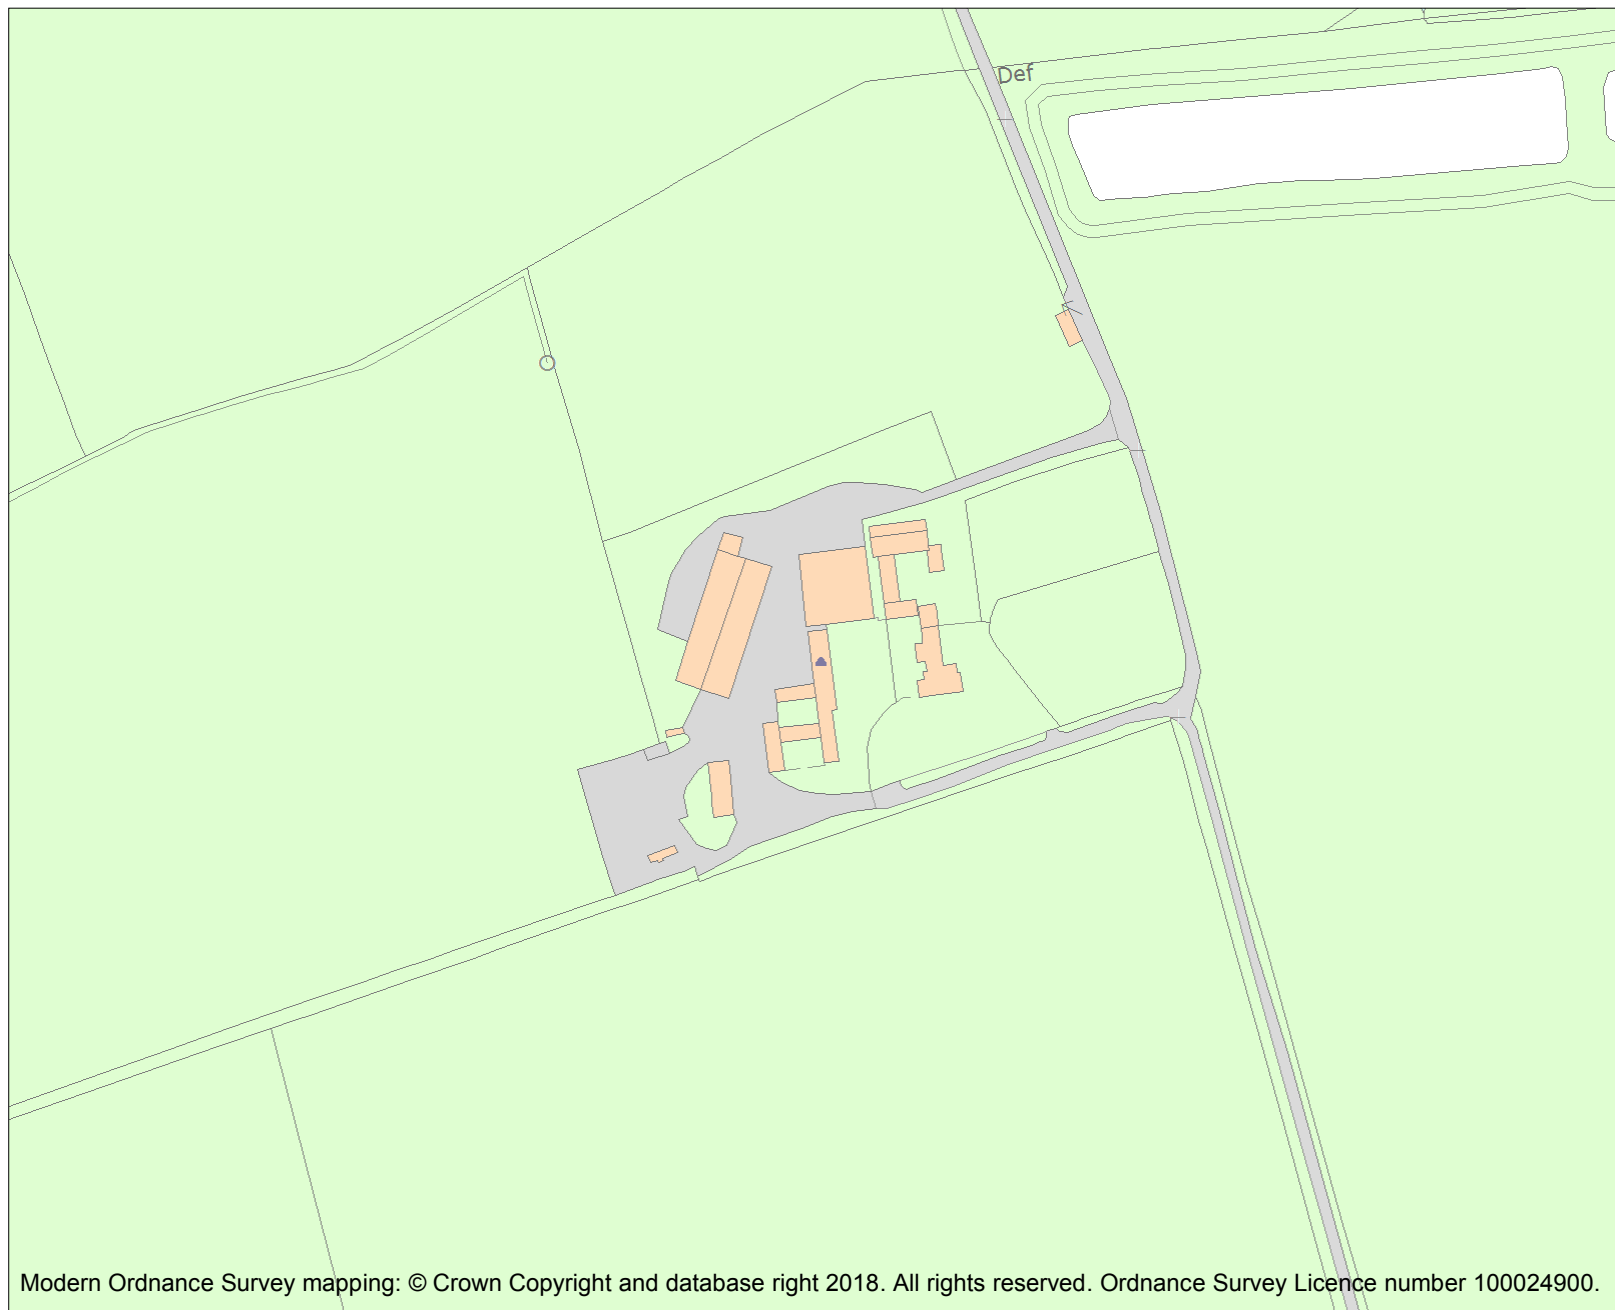 Def
Modern Ordnance Survey mapping: © Crown Copyright and database right 2018. All rights reserved. Ordnance Survey Licence number 100024900.